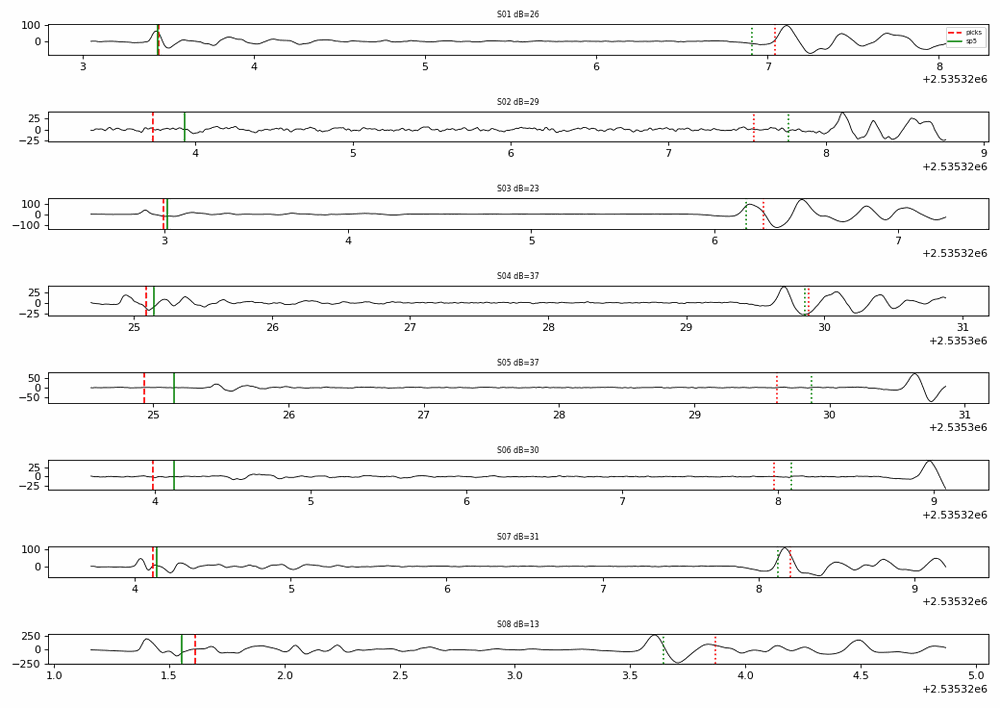 S01 dB=26
100
0
picks
sp5
3 4 5 6 7 8
+2.53532e6
S02 dB=29
25
0
−25
4 5 6 7 8 9
+2.53532e6
S03 dB=23
100
0
−100
3 4 5 6 7
+2.53532e6
S04 dB=37
25
0
−25
25 26 27 28 29 30 31
+2.5353e6
S05 dB=37
50
0
−50
25 26 27 28 29 30 31
+2.5353e6
S06 dB=30
25
0
−25
4 5 6 7 8 9
+2.53532e6
S07 dB=31
100
0
4 5 6 7 8 9
+2.53532e6
S08 dB=13
250
0
−250
1.0 1.5 2.0 2.5 3.0 3.5 4.0 4.5 5.0
+2.53532e6